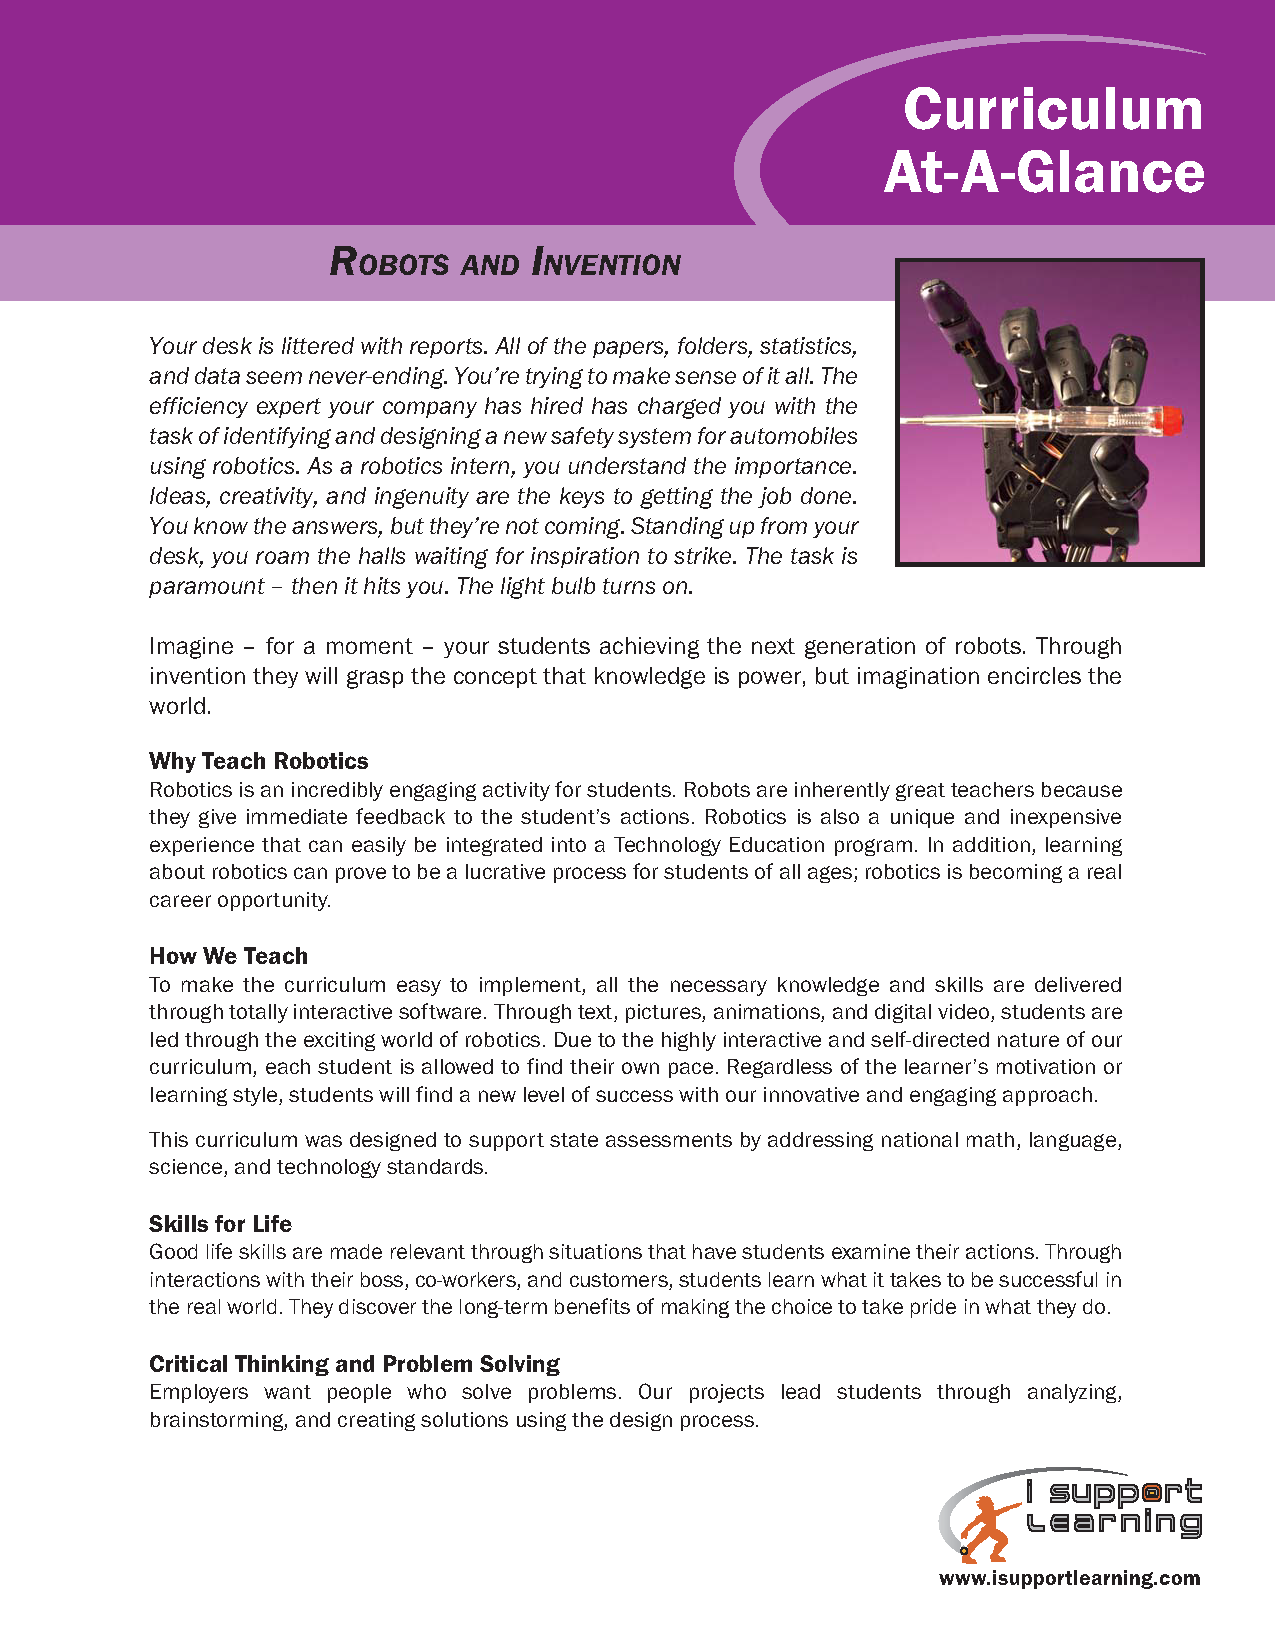 Curriculum
At-A-Glance
Robots and Invention
Your desk is littered with reports. All of the papers, folders, statistics,
and data seem never-ending. You’re trying to make sense of it all. The
efficiency expert your company has hired has charged you with the
task of identifying and designing a new safety system for automobiles
using robotics. As a robotics intern, you understand the importance.
Ideas, creativity, and ingenuity are the keys to getting the job done.
You know the answers, but they’re not coming. Standing up from your
desk, you roam the halls waiting for inspiration to strike. The task is
paramount – then it hits you. The light bulb turns on.
Imagine – for a moment – your students achieving the next generation of robots. Through
invention they will grasp the concept that knowledge is power, but imagination encircles the
world.
Why Teach Robotics
Robotics is an incredibly engaging activity for students. Robots are inherently great teachers because
they give immediate feedback to the student’s actions. Robotics is also a unique and inexpensive
experience that can easily be integrated into a Technology Education program. In addition, learning
about robotics can prove to be a lucrative process for students of all ages; robotics is becoming a real
career opportunity.
How We Teach
To make the curriculum easy to implement, all the necessary knowledge and skills are delivered
through totally interactive software. Through text, pictures, animations, and digital video, students are
led through the exciting world of robotics. Due to the highly interactive and self-directed nature of our
curriculum, each student is allowed to find their own pace. Regardless of the learner’s motivation or
learning style, students will find a new level of success with our innovative and engaging approach.
This curriculum was designed to support state assessments by addressing national math, language,
science, and technology standards.
Skills for Life
Good life skills are made relevant through situations that have students examine their actions. Through
interactions with their boss, co-workers, and customers, students learn what it takes to be successful in
the real world. They discover the long-term benefits of making the choice to take pride in what they do.
Critical Thinking and Problem Solving
Employers want people who solve problems. Our projects lead students through analyzing,
brainstorming, and creating solutions using the design process.
i support
Learning
www.isupportlearning.com